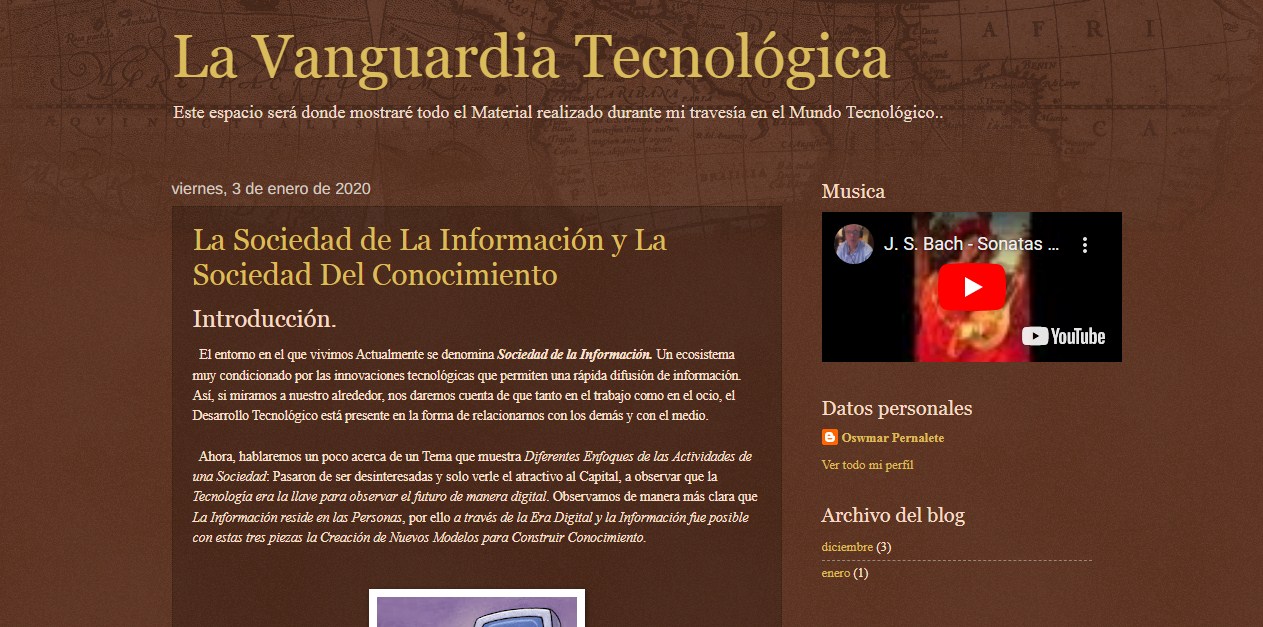 La Vanguardia Tecnológica
Este espacio será donde mostraré todo el Material realizado durante mi travesía en el Mundo Tecnológico..
viernes, 3 de enero de 2020
La Sociedad de La Información y La
Sociedad Del Conocimiento
Introducción.
El entorno en el que vivimos Actualmente se denomina Sociedad de la Información. Un ecosistema
muy condicionado por las innovaciones tecnológicas que permiten una rápida difusión de información.
Así, si miramos a nuestro alrededor, nos daremos cuenta de que tanto en el trabajo como en el ocio, el
Desarrollo Tecnológico está presente en la forma de relacionarnos con los demás y con el medio.
Ahora, hablaremos un poco acerca de un Tema que muestra Diferentes Enfoques de las Actividades de
una Sociedad: Pasaron de ser desinteresadas y solo verle el atractivo al Capital, a observar que la
Tecnología era la llave para observar el futuro de manera digital. Observamos de manera más clara que
La Información reside en las Personas, por ello a través de la Era Digital y la Información fue posible
con estas tres piezas la Creación de Nuevos Modelos para Construir Conocimiento.
Musica
J. S. Bach - Sonatas ...
YouTube
Datos personales
Oswmar Pernalete
Ver todo mi perfil
Archivo del blog
diciembre (3)
enero (1)